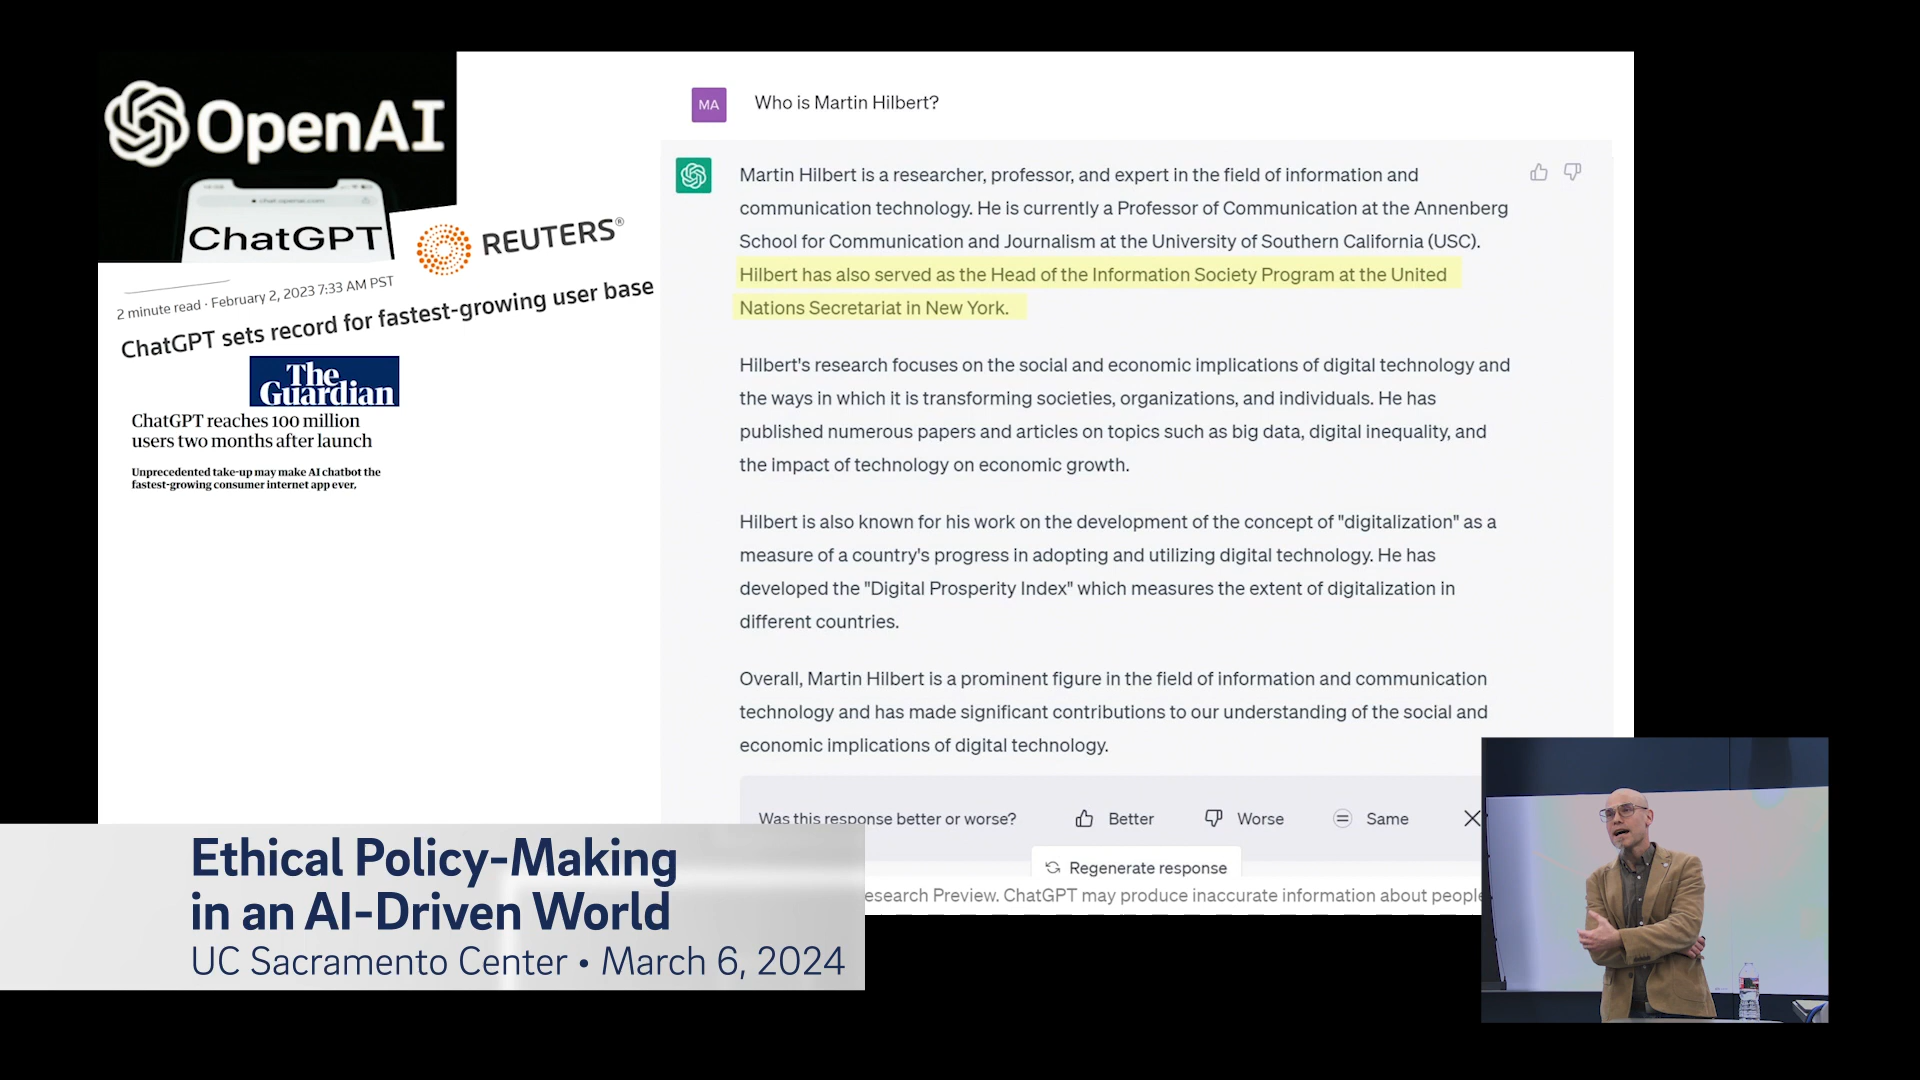 OpenAI
chat.openai.com
ChatGPT
REUTERS®
2 minute read · February 2, 2023 7:33 AM PST
ChatGPT sets record for fastest-growing user base
The
Guardian
ChatGPT reaches 100 million
users two months after launch
Unprecedented take-up may make AI chatbot the
fastest-growing consumer internet app ever,
MA
Who is Martin Hilbert?
Martin Hilbert is a researcher, professor, and expert in the field of information and
communication technology. He is currently a Professor of Communication at the Annenberg
School for Communication and Journalism at the University of Southern California (USC).
Hilbert has also served as the Head of the Information Society Program at the United
Nations Secretariat in New York.
Hilbert's research focuses on the social and economic implications of digital technology and
the ways in which it is transforming societies, organizations, and individuals. He has
published numerous papers and articles on topics such as big data, digital inequality, and
the impact of technology on economic growth.
Hilbert is also known for his work on the development of the concept of "digitalization" as a
measure of a country's progress in adopting and utilizing digital technology. He has
developed the "Digital Prosperity Index" which measures the extent of digitalization in
different countries.
Overall, Martin Hilbert is a prominent figure in the field of information and communication
technology and has made significant contributions to our understanding of the social and
economic implications of digital technology.
Was this response better or worse? Better Worse Same
Regenerate response
esearch Preview. ChatGPT may produce inaccurate information about people
Ethical Policy-Making
in an AI-Driven World
UC Sacramento Center • March 6, 2024